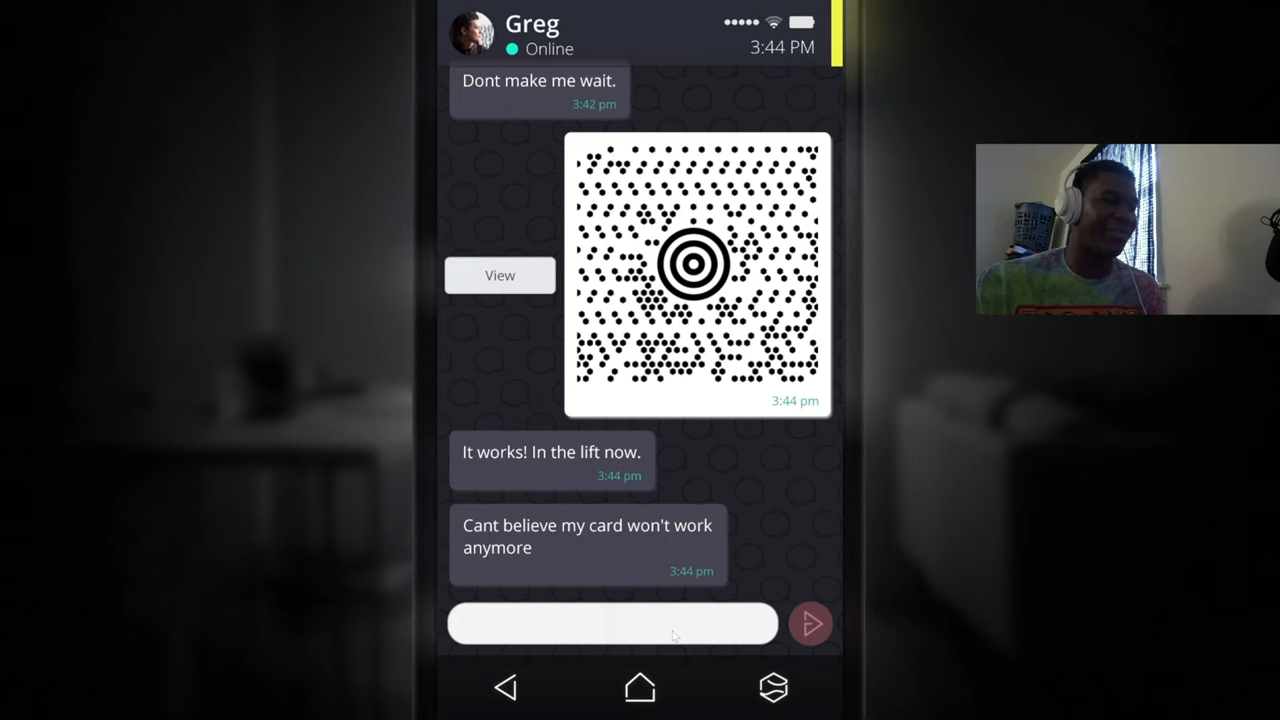 Greg
Online
3:44 PM
Dont make me wait.
3:42 pm
View
3:44 pm
It works! In the lift now.
3:44 pm
Cant believe my card won't work
anymore
3:44 pm